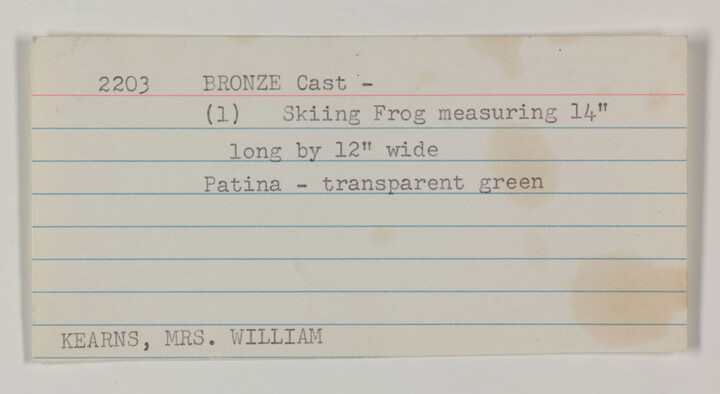 2203 BRONZE Cast -
(1) Skiing Frog measuring 14"
long by 12" wide
Patina - transparent green
KEARNS, MRS. WILLIAM